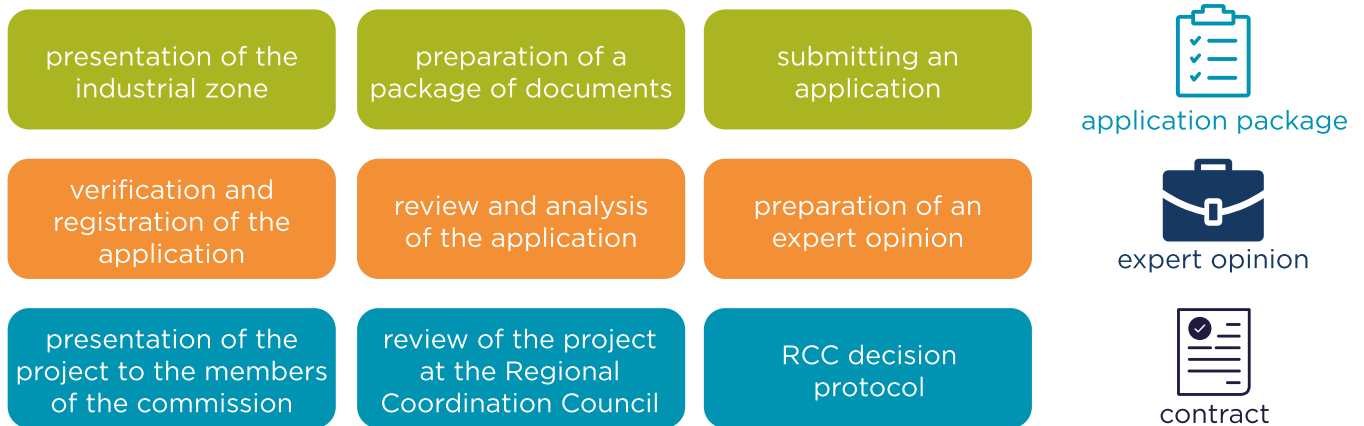 presentation of the
industrial zone
preparation of a
package of documents
submitting an
application
application package
verification and
registration of the
application
review and analysis
of the application
preparation of an
expert opinion
expert opinion
presentation of the
project to the members
of the commission
review of the project
at the Regional
Coordination Council
RCC decision
protocol
contract